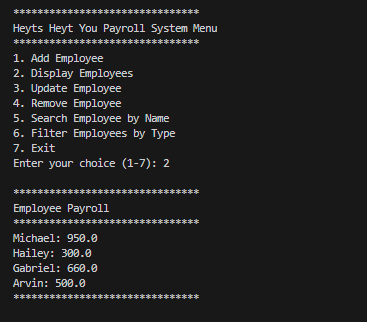 *******************************
Heyts Heyt You Payroll System Menu
*******************************
1. Add Employee
2. Display Employees
3. Update Employee
4. Remove Employee
5. Search Employee by Name
6. Filter Employees by Type
7. Exit
Enter your choice (1-7): 2
*******************************
Employee Payroll
*******************************
Michael: 950.0
Hailey: 300.0
Gabriel: 660.0
Arvin: 500.0
*******************************